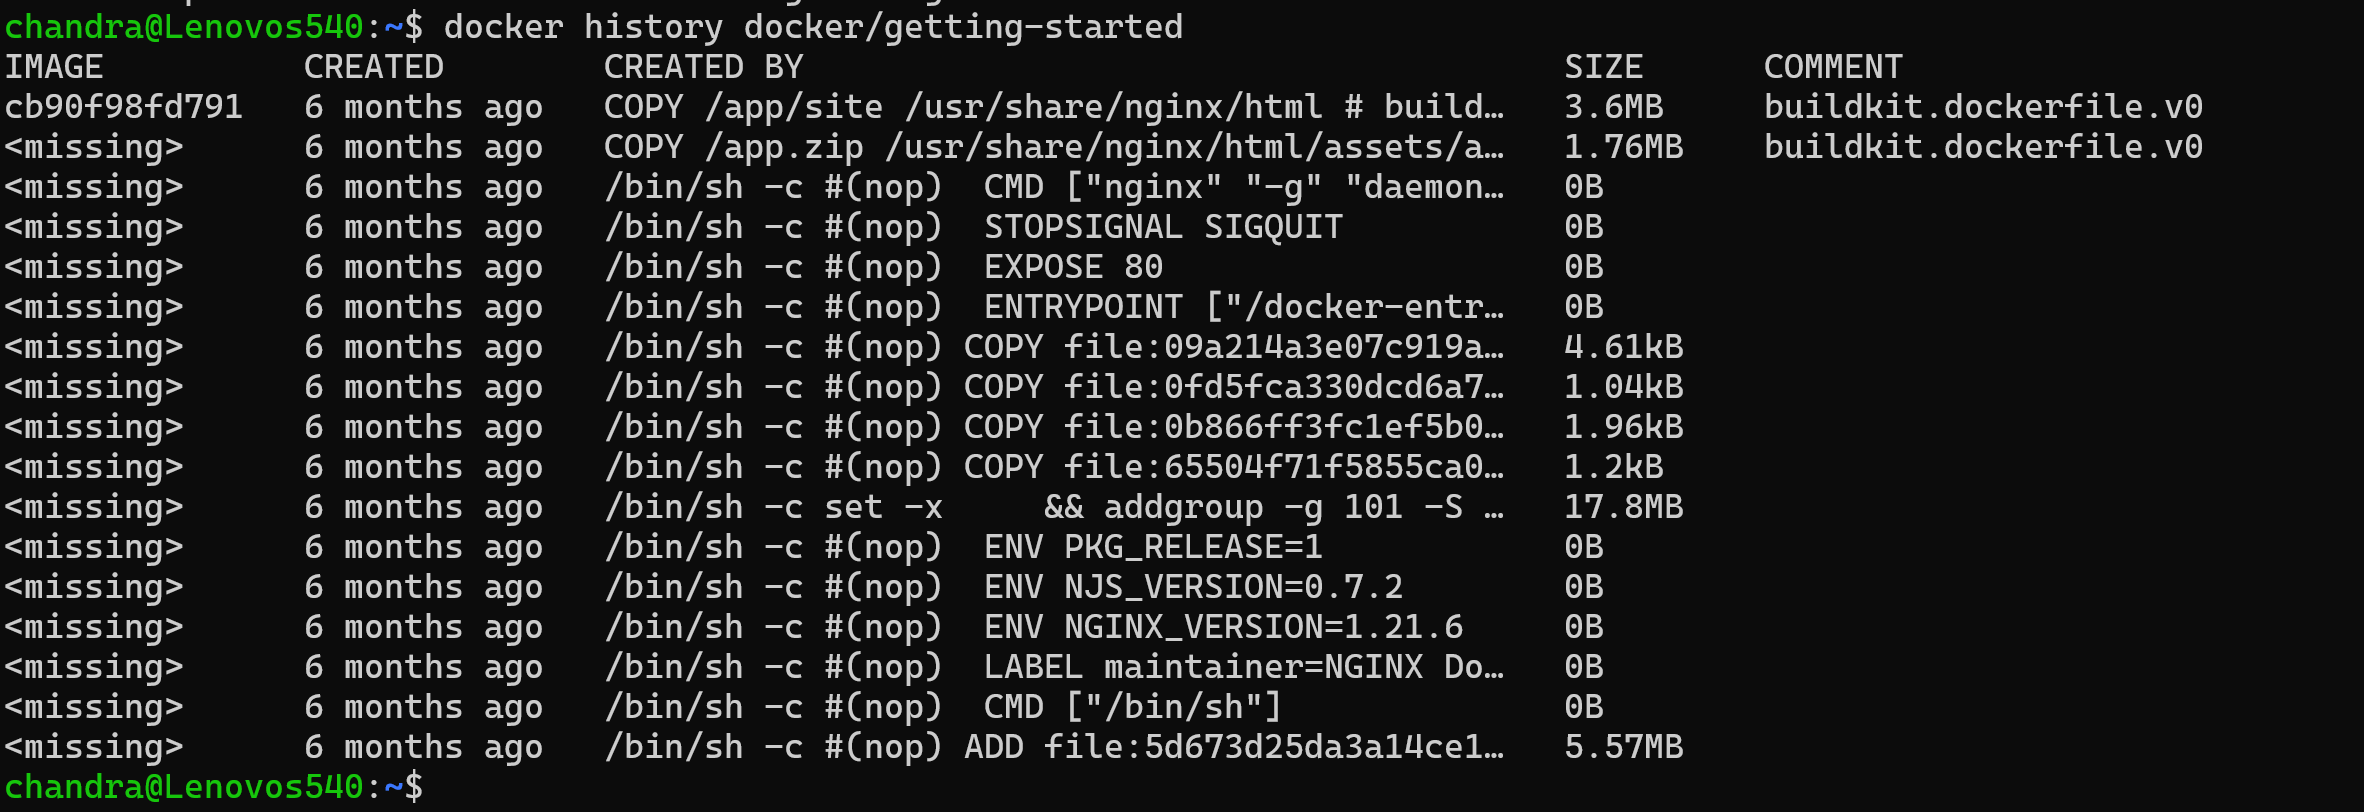 chandra@Lenovos540:~$ docker history docker/getting-started
IMAGE          CREATED        CREATED BY                                      SIZE      COMMENT
cb90f98fd791   6 months ago   COPY /app/site /usr/share/nginx/html # build…   3.6MB     buildkit.dockerfile.v0
<missing>      6 months ago   COPY /app.zip /usr/share/nginx/html/assets/a…   1.76MB    buildkit.dockerfile.v0
<missing>      6 months ago   /bin/sh -c #(nop)  CMD ["nginx" "-g" "daemon…   0B
<missing>      6 months ago   /bin/sh -c #(nop)  STOPSIGNAL SIGQUIT           0B
<missing>      6 months ago   /bin/sh -c #(nop)  EXPOSE 80                    0B
<missing>      6 months ago   /bin/sh -c #(nop)  ENTRYPOINT ["/docker-entr…   0B
<missing>      6 months ago   /bin/sh -c #(nop) COPY file:09a214a3e07c919a…   4.61kB
<missing>      6 months ago   /bin/sh -c #(nop) COPY file:0fd5fca330dcd6a7…   1.04kB
<missing>      6 months ago   /bin/sh -c #(nop) COPY file:0b866ff3fc1ef5b0…   1.96kB
<missing>      6 months ago   /bin/sh -c #(nop) COPY file:65504f71f5855ca0…   1.2kB
<missing>      6 months ago   /bin/sh -c set -x     && addgroup -g 101 -S …   17.8MB
<missing>      6 months ago   /bin/sh -c #(nop)  ENV PKG_RELEASE=1            0B
<missing>      6 months ago   /bin/sh -c #(nop)  ENV NJS_VERSION=0.7.2        0B
<missing>      6 months ago   /bin/sh -c #(nop)  ENV NGINX_VERSION=1.21.6     0B
<missing>      6 months ago   /bin/sh -c #(nop)  LABEL maintainer=NGINX Do…   0B
<missing>      6 months ago   /bin/sh -c #(nop)  CMD ["/bin/sh"]              0B
<missing>      6 months ago   /bin/sh -c #(nop) ADD file:5d673d25da3a14ce1…   5.57MB
chandra@Lenovos540:~$